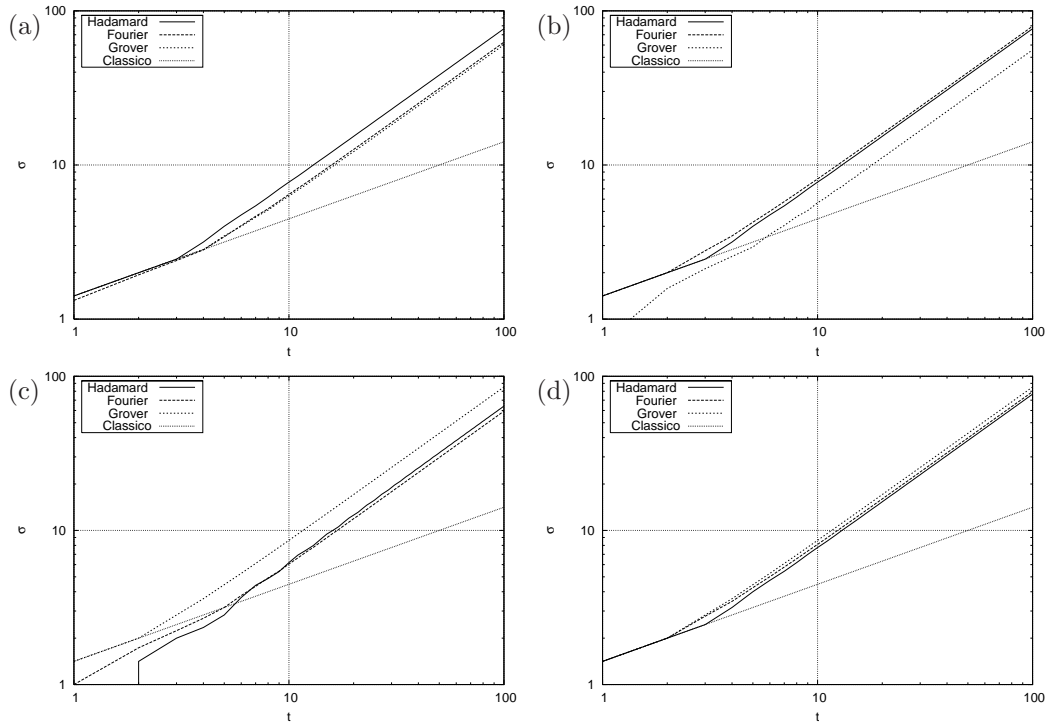 (a)
100
10
1
1
10
100
σ
t
Hadamard
Fourier
Grover
Classico
(b)
100
10
1
1
10
100
σ
t
Hadamard
Fourier
Grover
Classico
(c)
100
10
1
1
10
100
σ
t
Hadamard
Fourier
Grover
Classico
(d)
100
10
1
1
10
100
σ
t
Hadamard
Fourier
Grover
Classico